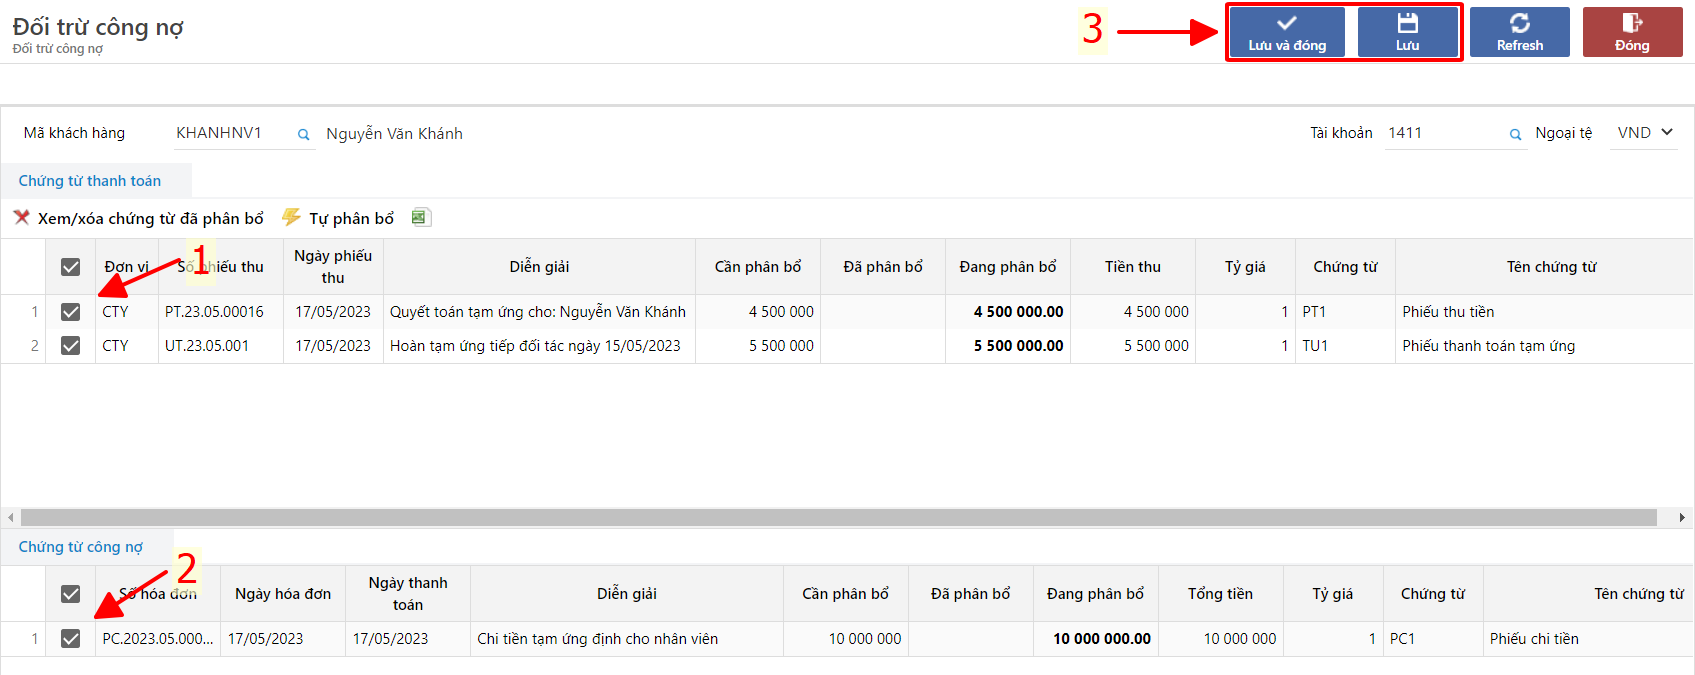 Đối trừ công nợ
Đối trừ công nợ
3
Lưu và đóng
Lưu
Refresh
Đóng
Mã khách hàng KHANHNV1 Nguyễn Văn Khánh Tài khoản 1411 Ngoại tệ VND
Chứng từ thanh toán
Xem/xóa chứng từ đã phân bổ Tự phân bổ
1
Đơn vị Số phiếu thu Ngày phiếu thu Diễn giải Cần phân bổ Đã phân bổ Đang phân bổ Tiền thu Tỷ giá Chứng từ Tên chứng từ
1 CTY PT.23.05.00016 17/05/2023 Quyết toán tạm ứng cho: Nguyễn Văn Khánh 4 500 000 4 500 000.00 4 500 000 1 PT1 Phiếu thu tiền
2 CTY UT.23.05.001 17/05/2023 Hoàn tạm ứng tiếp đối tác ngày 15/05/2023 5 500 000 5 500 000.00 5 500 000 1 TU1 Phiếu thanh toán tạm ứng
Chứng từ công nợ
2
Số hóa đơn Ngày hóa đơn Ngày thanh toán Diễn giải Cần phân bổ Đã phân bổ Đang phân bổ Tổng tiền Tỷ giá Chứng từ Tên chứng từ
1 PC.2023.05.000... 17/05/2023 17/05/2023 Chi tiền tạm ứng định cho nhân viên 10 000 000 10 000 000.00 10 000 000 1 PC1 Phiếu chi tiền